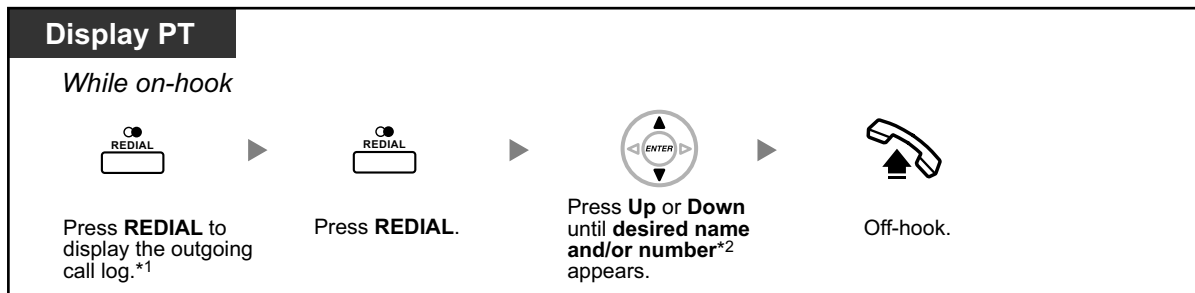 Display PT
While on-hook
REDIAL
REDIAL
ENTER
Press REDIAL to
display the outgoing
call log.*1
Press REDIAL.
Press Up or Down
until desired name
and/or number*2
appears.
Off-hook.